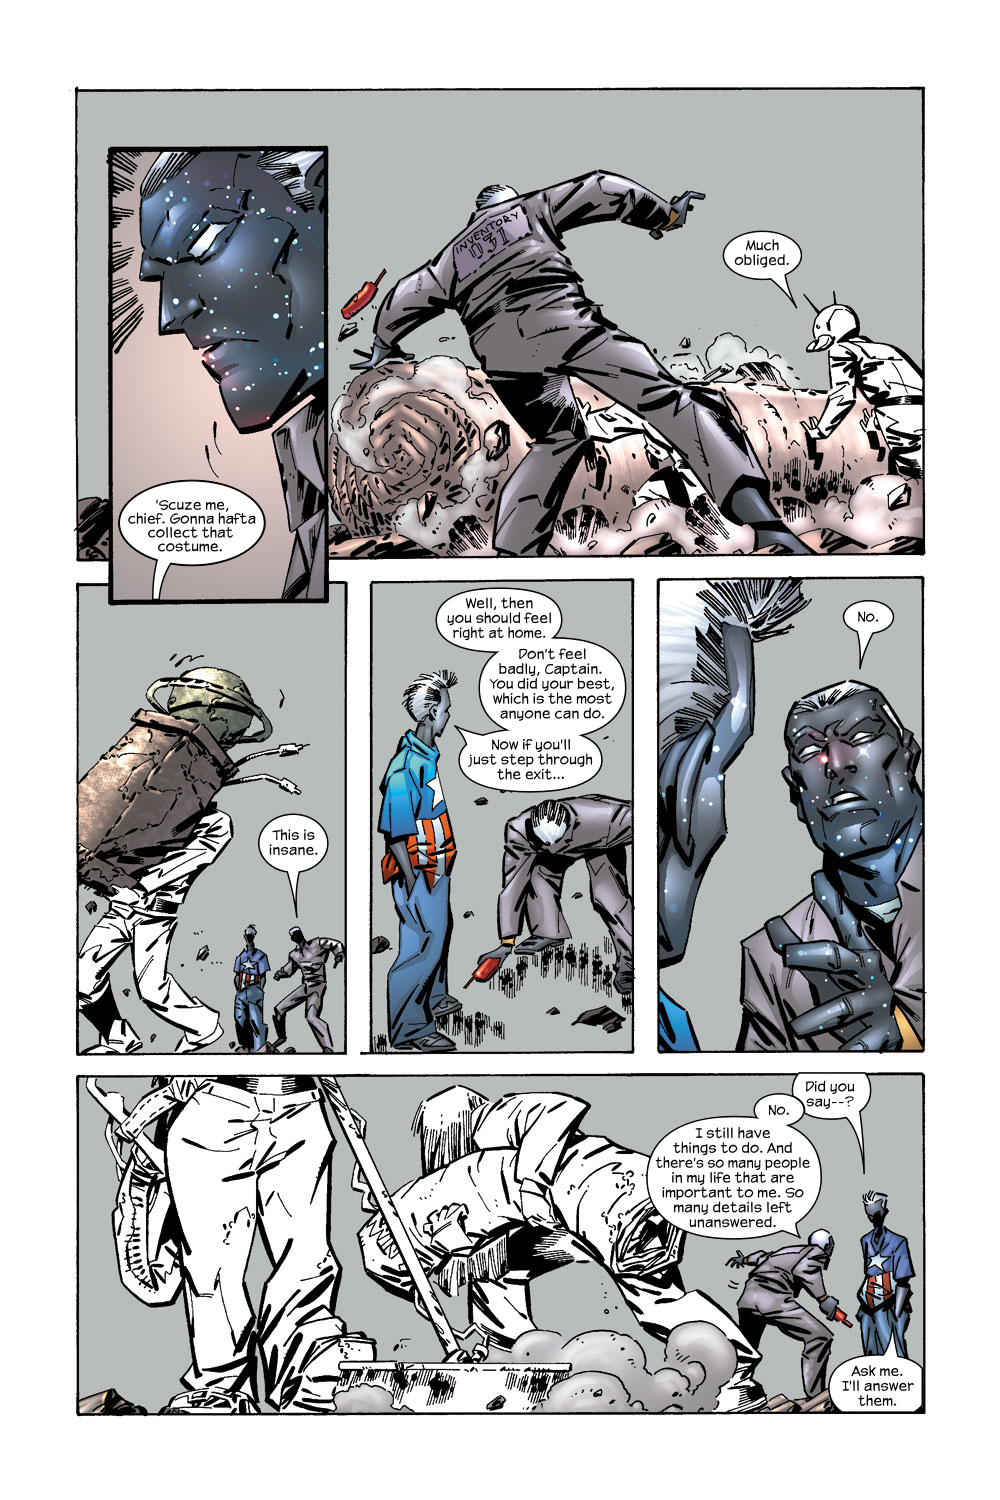 INVENTORY
031
Much
obliged.
'Scuze me,
chief. Gonna hafta
collect that
costume.
This is
insane.
Well, then
you should feel
right at home.
Don't feel
badly, Captain.
You did your best,
which is the most
anyone can do.
Now if you'll
just step through
the exit...
No.
Did you
say--?
No.
I still have
things to do. And
there's so many people
in my life that are
important to me. So
many details left
unanswered.
Ask me.
I'll answer
them.